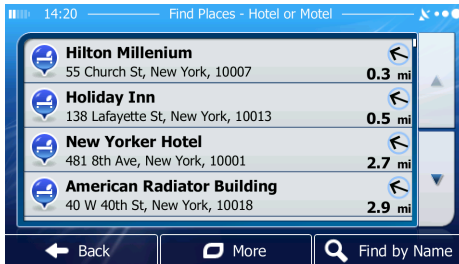 14:20 Find Places - Hotel or Motel
Hilton Millenium
55 Church St, New York, 10007
0.3 mi
Holiday Inn
138 Lafayette St, New York, 10013
0.5 mi
New Yorker Hotel
481 8th Ave, New York, 10001
2.7 mi
American Radiator Building
40 W 40th St, New York, 10018
2.9 mi
Back More Find by Name